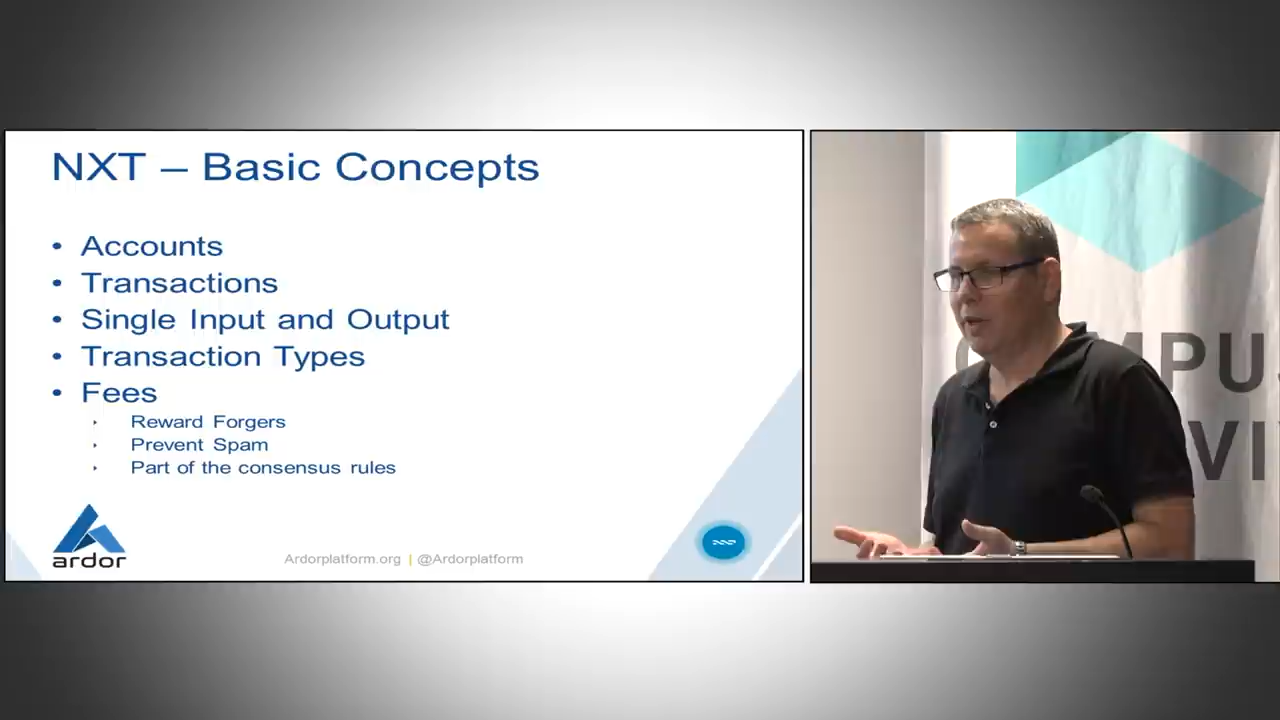 NXT – Basic Concepts
• Accounts
• Transactions
• Single Input and Output
• Transaction Types
• Fees
Reward Forgers
Prevent Spam
Part of the consensus rules
ardor
Ardorplatform.org | @Ardorplatform